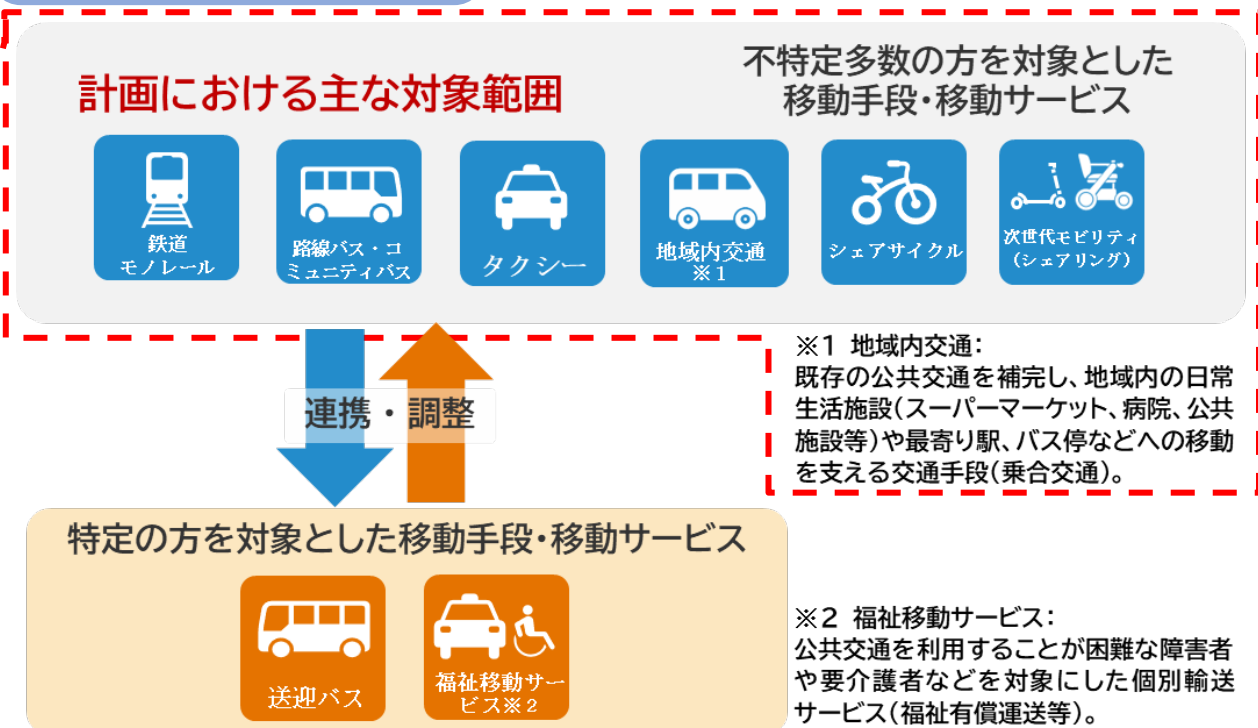 計画における主な対象範囲
不特定多数の方を対象とした
移動手段・移動サービス
鉄道
モノレール
路線バス・コ
ミュニティバス
タクシー
地域内交通
※1
シェアサイクル
次世代モビリティ
(シェアリング)
連携・調整
※1 地域内交通:
既存の公共交通を補完し、地域内の日常
生活施設(スーパーマーケット、病院、公共
施設等)や最寄り駅、バス停などへの移動
を支える交通手段(乗合交通)。
特定の方を対象とした移動手段・移動サービス
送迎バス
福祉移動サー
ビス※2
※2 福祉移動サービス:
公共交通を利用することが困難な障害者
や要介護者などを対象にした個別輸送
サービス(福祉有償運送等)。